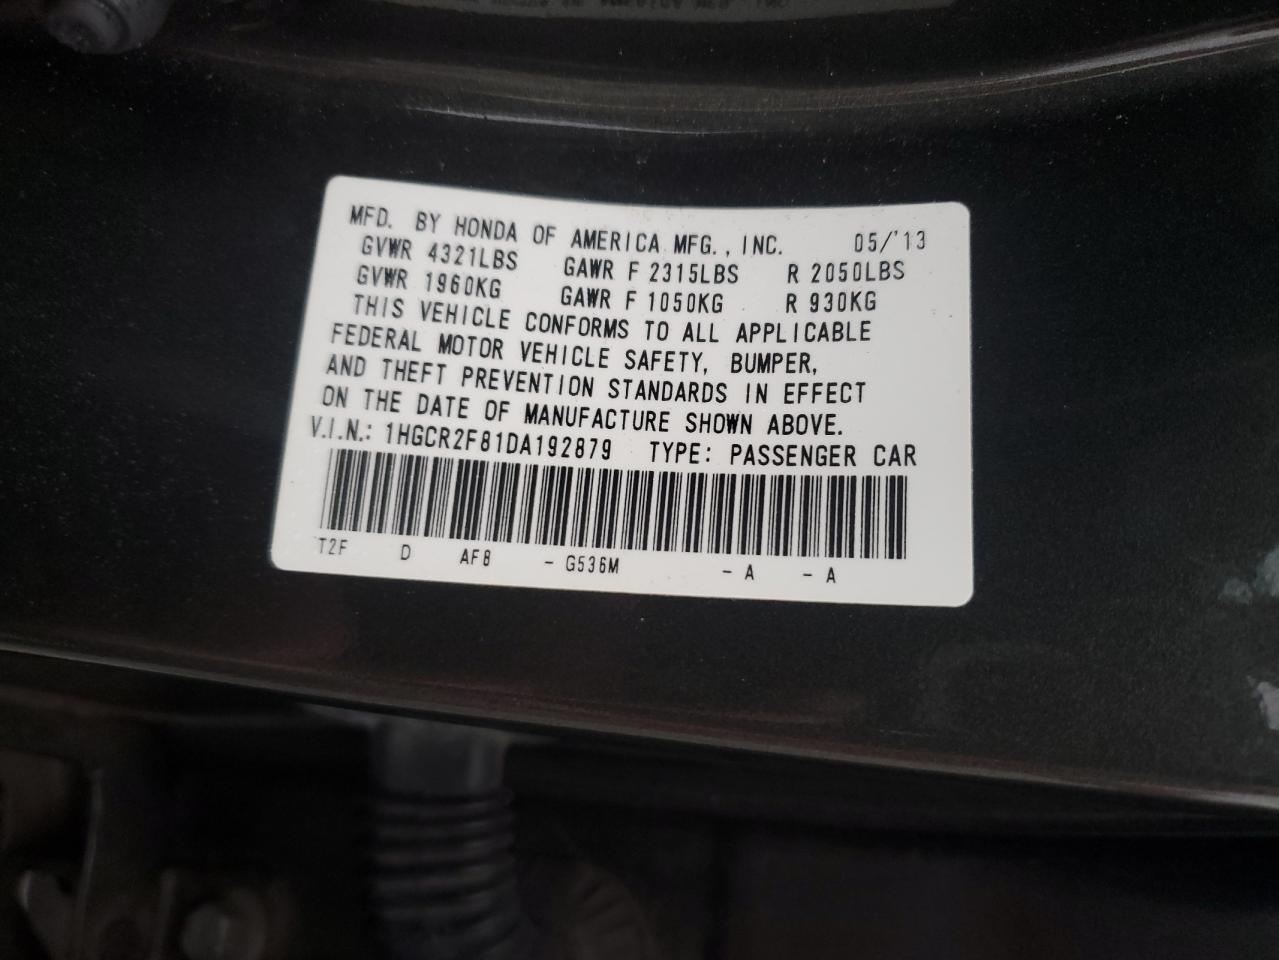 MFD. BY HONDA OF AMERICA MFG., INC. 05/'13
GVWR 4321LBS GAWR F 2315LBS R 2050LBS
GVWR 1960KG GAWR F 1050KG R 930KG
THIS VEHICLE CONFORMS TO ALL APPLICABLE
FEDERAL MOTOR VEHICLE SAFETY, BUMPER,
AND THEFT PREVENTION STANDARDS IN EFFECT
ON THE DATE OF MANUFACTURE SHOWN ABOVE.
V.I.N.: 1HGCR2F81DA192879 TYPE: PASSENGER CAR
T2F D AF8 - G536M - A - A